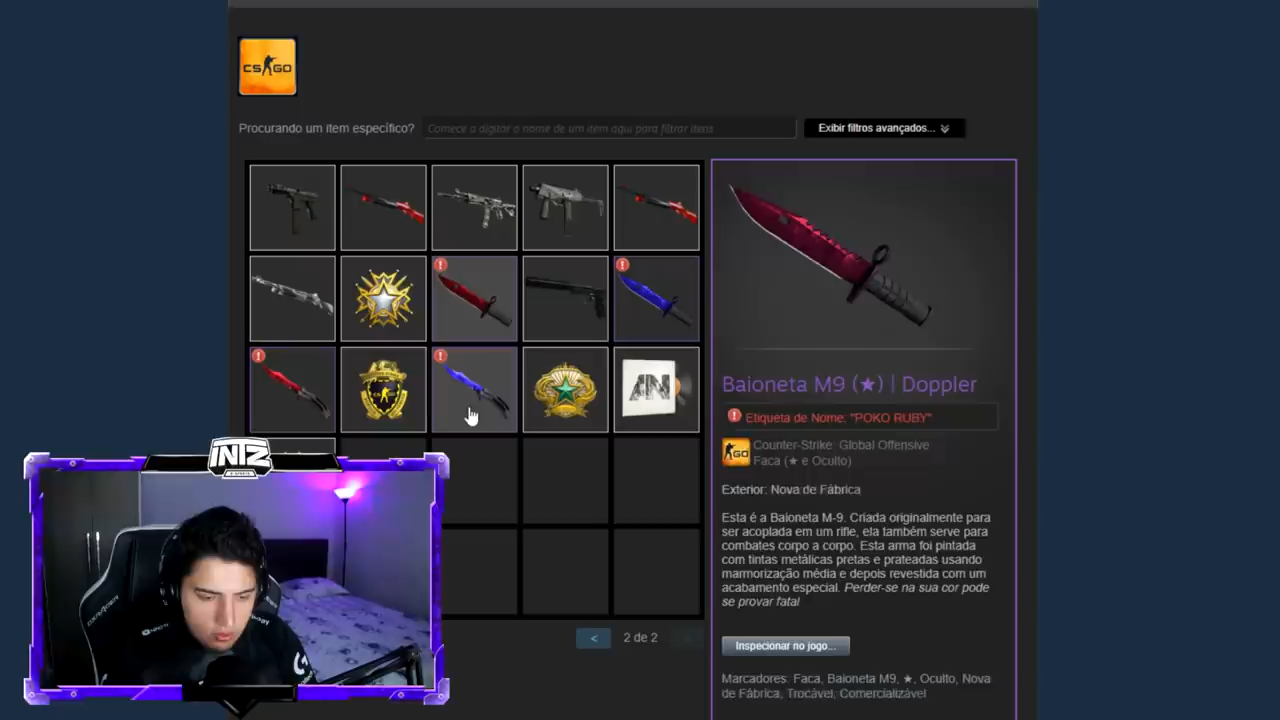 CS GO
Procurando um item específico?
Comece a digitar o nome de um item aqui para filtrar itens
Exibir filtros avançados...
Baioneta M9 (★) | Doppler
Etiqueta de Nome: "POKO RUBY"
GO
Counter-Strike: Global Offensive
Faca (★ e Oculto)
Exterior: Nova de Fábrica
Esta é a Baioneta M-9. Criada originalmente para
ser acoplada em um rifle, ela também serve para
combates corpo a corpo. Esta arma foi pintada
com tintas metálicas pretas e prateadas usando
marmorização média e depois revestida com um
acabamento especial. Perder-se na sua cor pode
se provar fatal
INTZ
< 2 de 2
Inspecionar no jogo...
Marcadores: Faca, Baioneta M9, ★, Oculto, Nova
de Fábrica, Trocável, Comercializável